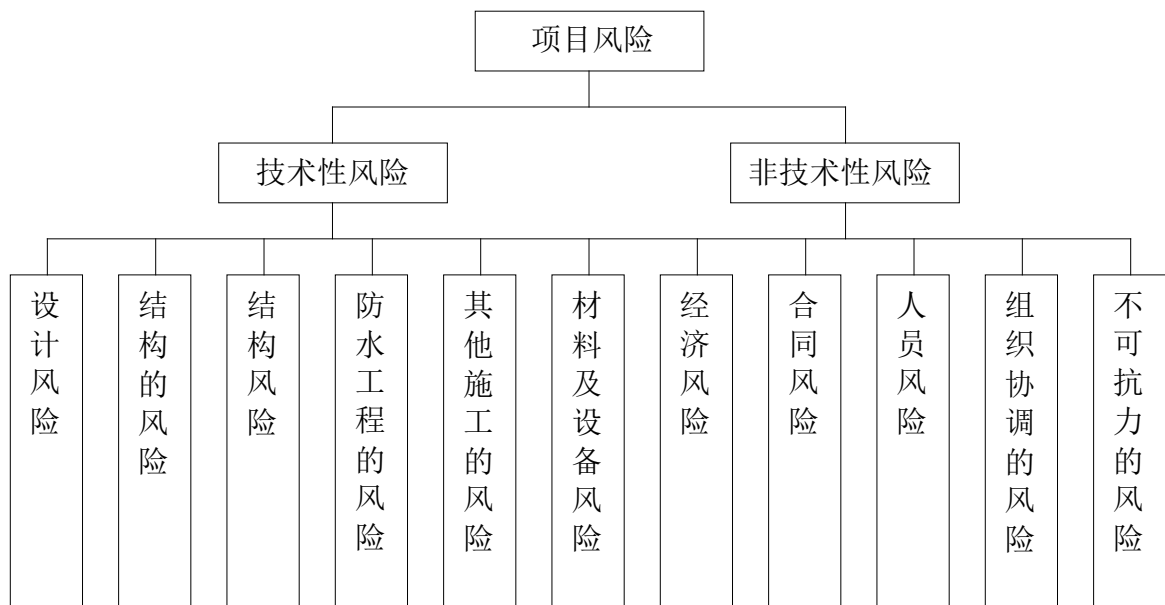 项目风险
技术性风险
非技术性风险
设计风险
结构的风险
结构风险
防水工程的风险
其他施工的风险
材料及设备风险
经济风险
合同风险
人员风险
组织协调的风险
不可抗力的风险